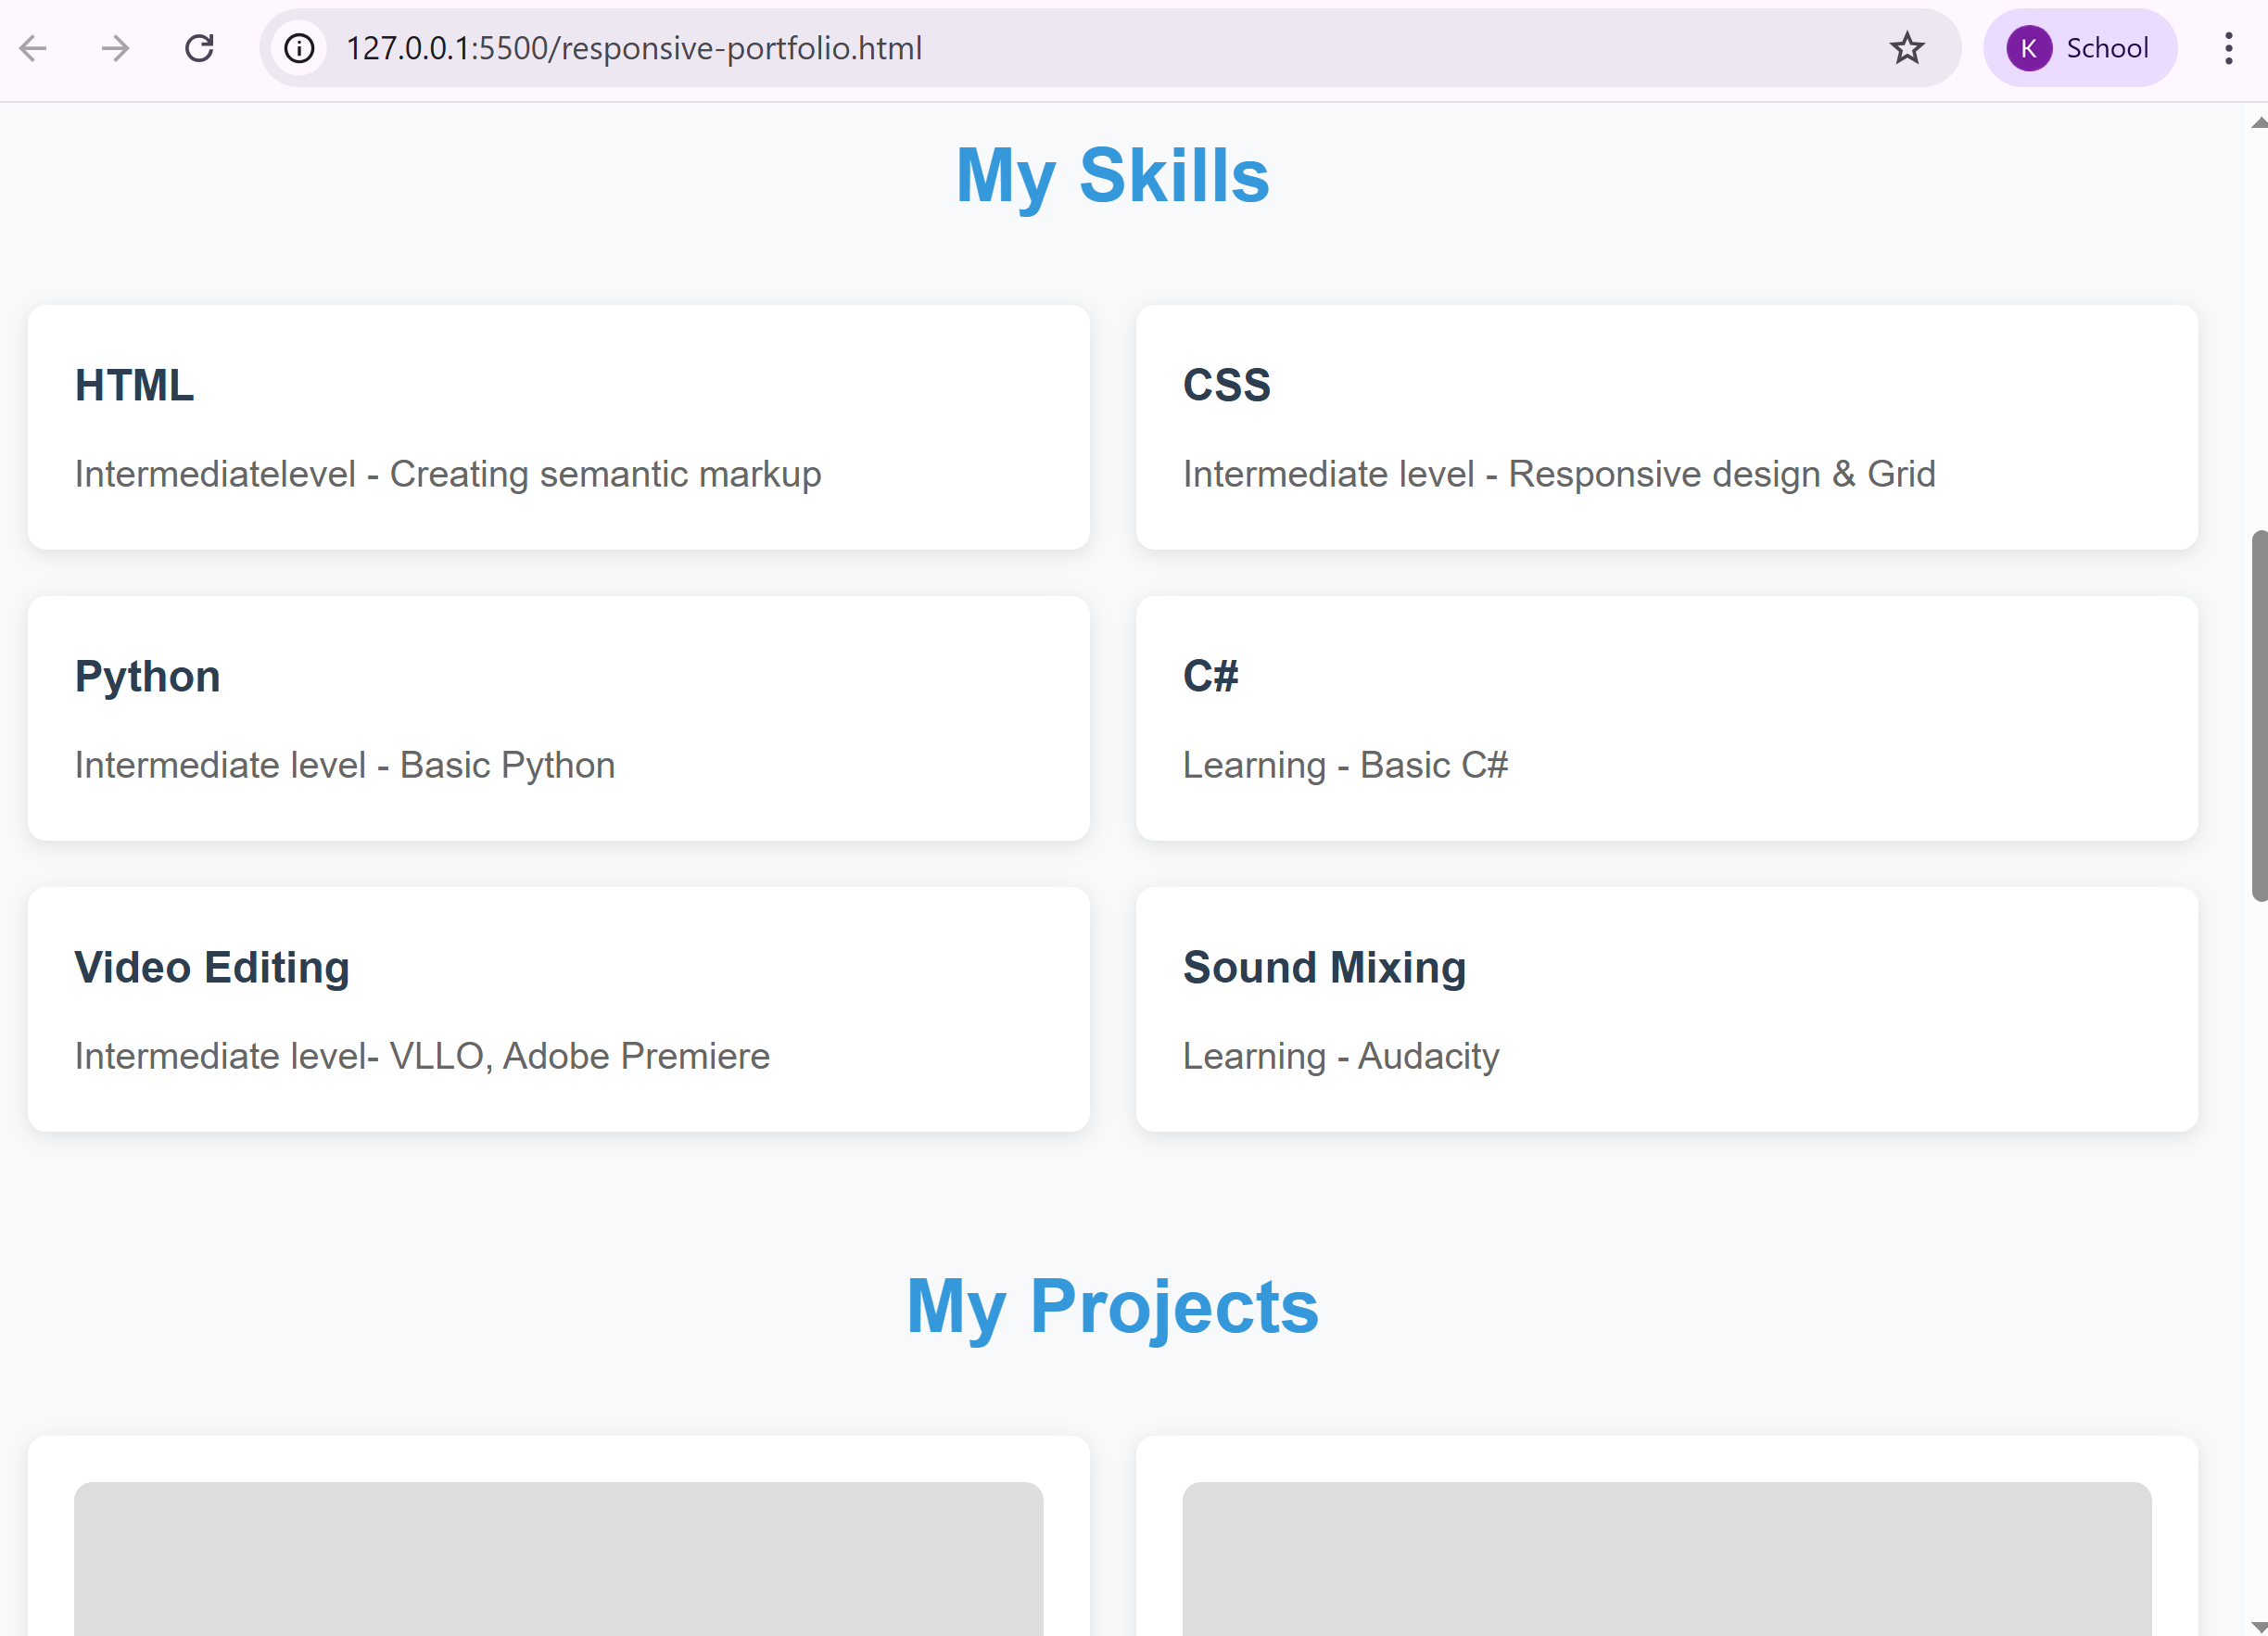 127.0.0.1:5500/responsive-portfolio.html
K School
My Skills
HTML
Intermediatelevel - Creating semantic markup
CSS
Intermediate level - Responsive design & Grid
Python
Intermediate level - Basic Python
C#
Learning - Basic C#
Video Editing
Intermediate level- VLLO, Adobe Premiere
Sound Mixing
Learning - Audacity
My Projects